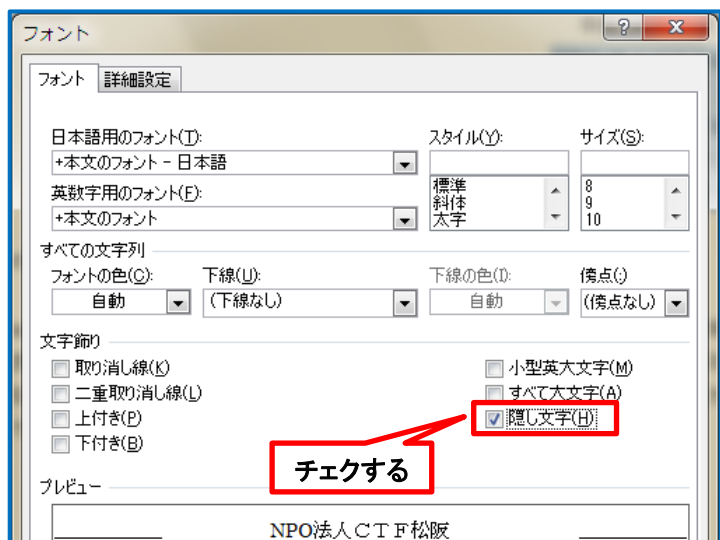 フォント
フォント 詳細設定
日本語用のフォント(T): スタイル(Y): サイズ(S):
+本文のフォント - 日本語
英数字用のフォント(F): 標準 8
斜体 9
+本文のフォント 太字 10
すべての文字列
フォントの色(C): 下線(U): 下線の色(I): 傍点(:)
自動 (下線なし) 自動 (傍点なし)
文字飾り
取り消し線(K) 小型英大文字(M)
二重取り消し線(L) すべて大文字(A)
上付き(P) 隠し文字(H)
下付き(B)
チェクする
プレビュー
NPO法人CTF松阪